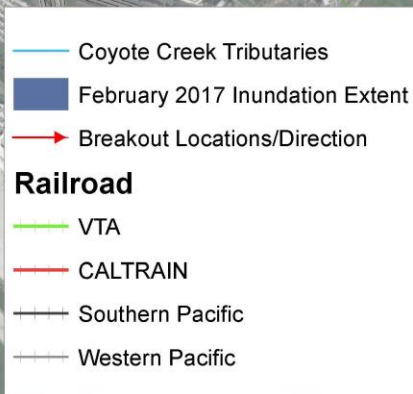 Coyote Creek Tributaries
February 2017 Inundation Extent
Breakout Locations/Direction
Railroad
VTA
CALTRAIN
Southern Pacific
Western Pacific